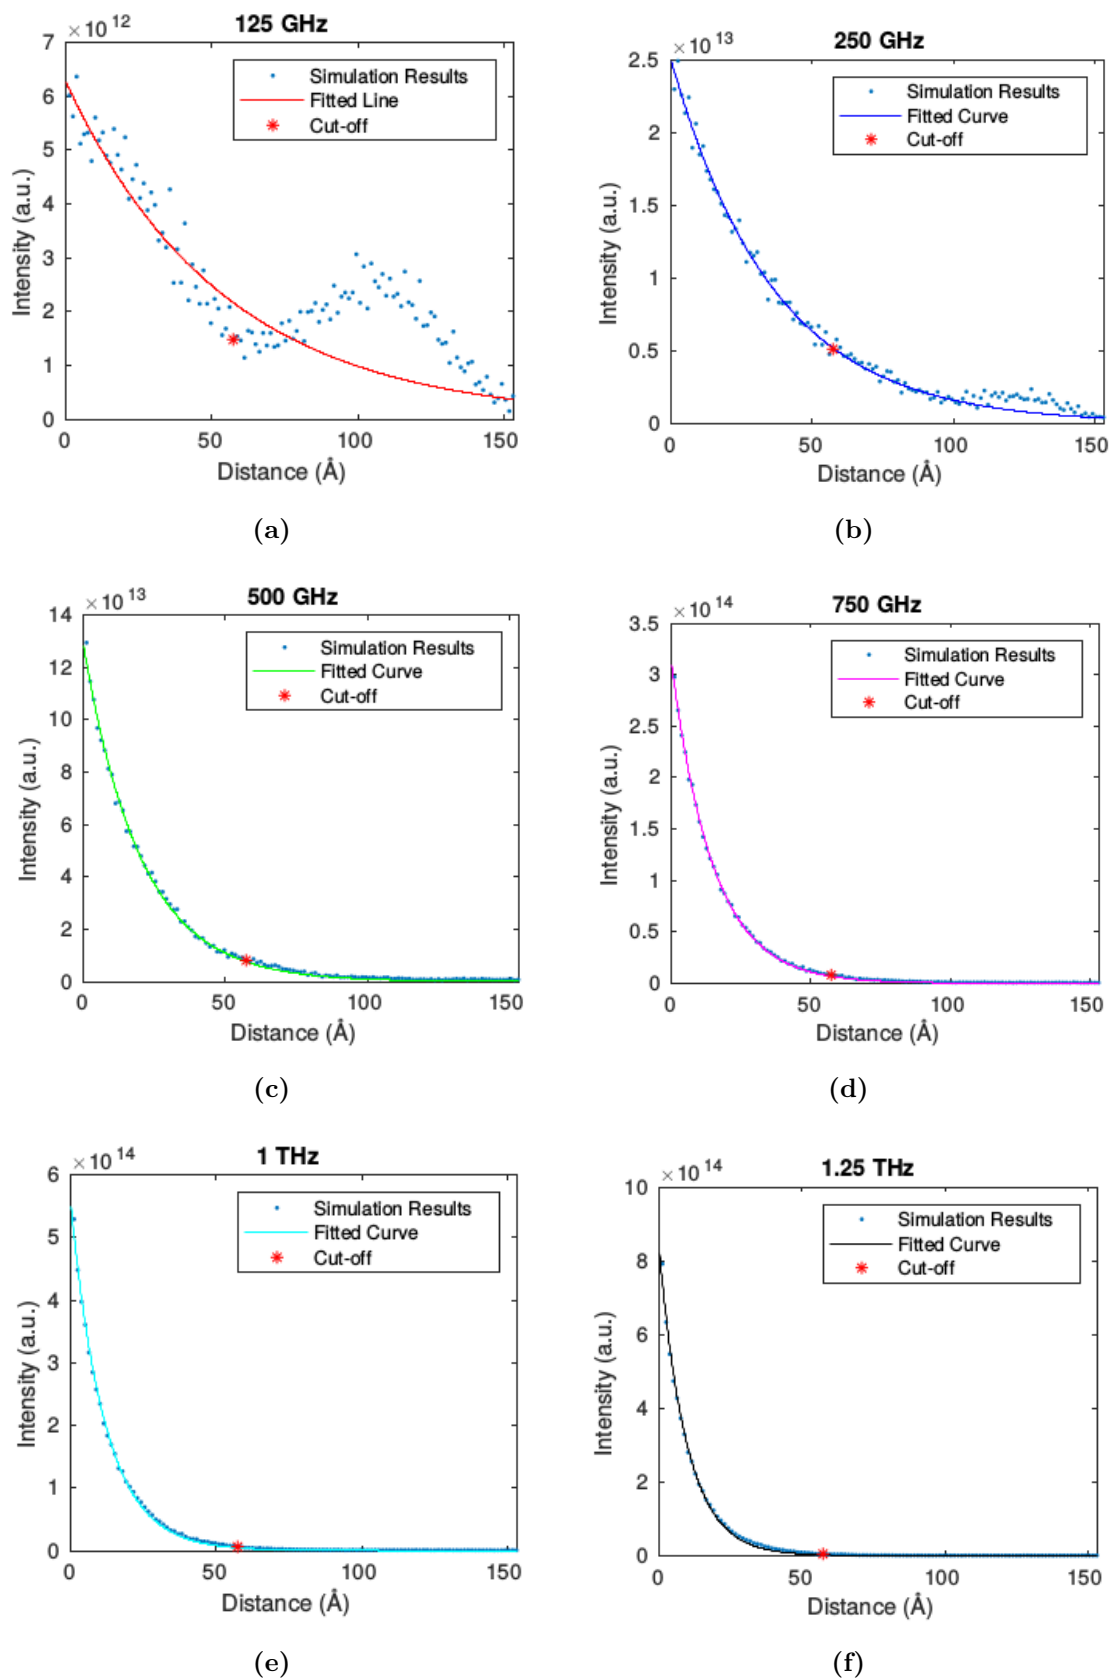 125 GHz
× 10 12
7
6
5
4
3
2
1
0
Intensity (a.u.)
Simulation Results
Fitted Line
Cut-off
0 50 100 150
Distance (Å)
(a)
250 GHz
× 10 13
2.5
2
1.5
1
0.5
0
Intensity (a.u.)
Simulation Results
Fitted Curve
Cut-off
0 50 100 150
Distance (Å)
(b)
500 GHz
× 10 13
14
12
10
8
6
4
2
0
Intensity (a.u.)
Simulation Results
Fitted Curve
Cut-off
0 50 100 150
Distance (Å)
(c)
750 GHz
× 10 14
3.5
3
2.5
2
1.5
1
0.5
0
Intensity (a.u.)
Simulation Results
Fitted Curve
Cut-off
0 50 100 150
Distance (Å)
(d)
1 THz
× 10 14
6
5
4
3
2
1
0
Intensity (a.u.)
Simulation Results
Fitted Curve
Cut-off
0 50 100 150
Distance (Å)
(e)
1.25 THz
× 10 14
10
8
6
4
2
0
Intensity (a.u.)
Simulation Results
Fitted Curve
Cut-off
0 50 100 150
Distance (Å)
(f)